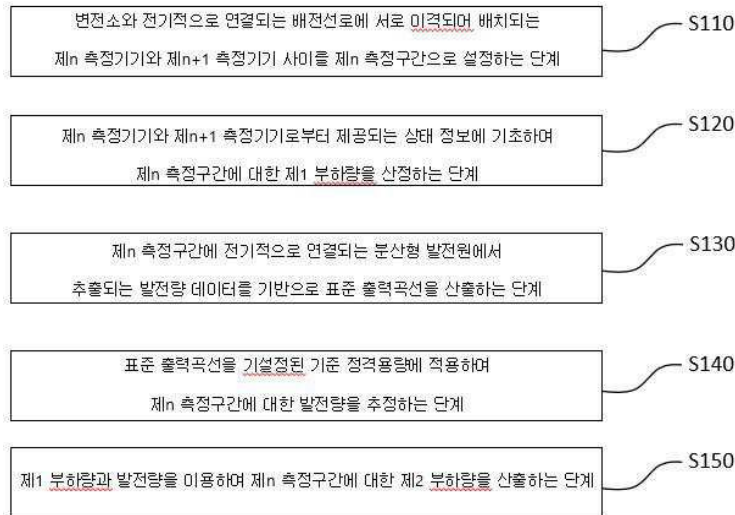 변전소와 전기적으로 연결되는 배전선로에 서로 이격되어 배치되는
제n 측정기기와 제n+1 측정기기 사이를 제n 측정구간으로 설정하는 단계
S110
제n 측정기기와 제n+1 측정기기로부터 제공되는 상태 정보에 기초하여
제n 측정구간에 대한 제1 부하량을 산정하는 단계
S120
제n 측정구간에 전기적으로 연결되는 분산형 발전원에서
추출되는 발전량 데이터를 기반으로 표준 출력곡선을 산출하는 단계
S130
표준 출력곡선을 기설정된 기준 정격용량에 적용하여
제n 측정구간에 대한 발전량을 추정하는 단계
S140
제1 부하량과 발전량을 이용하여 제n 측정구간에 대한 제2 부하량을 산출하는 단계
S150